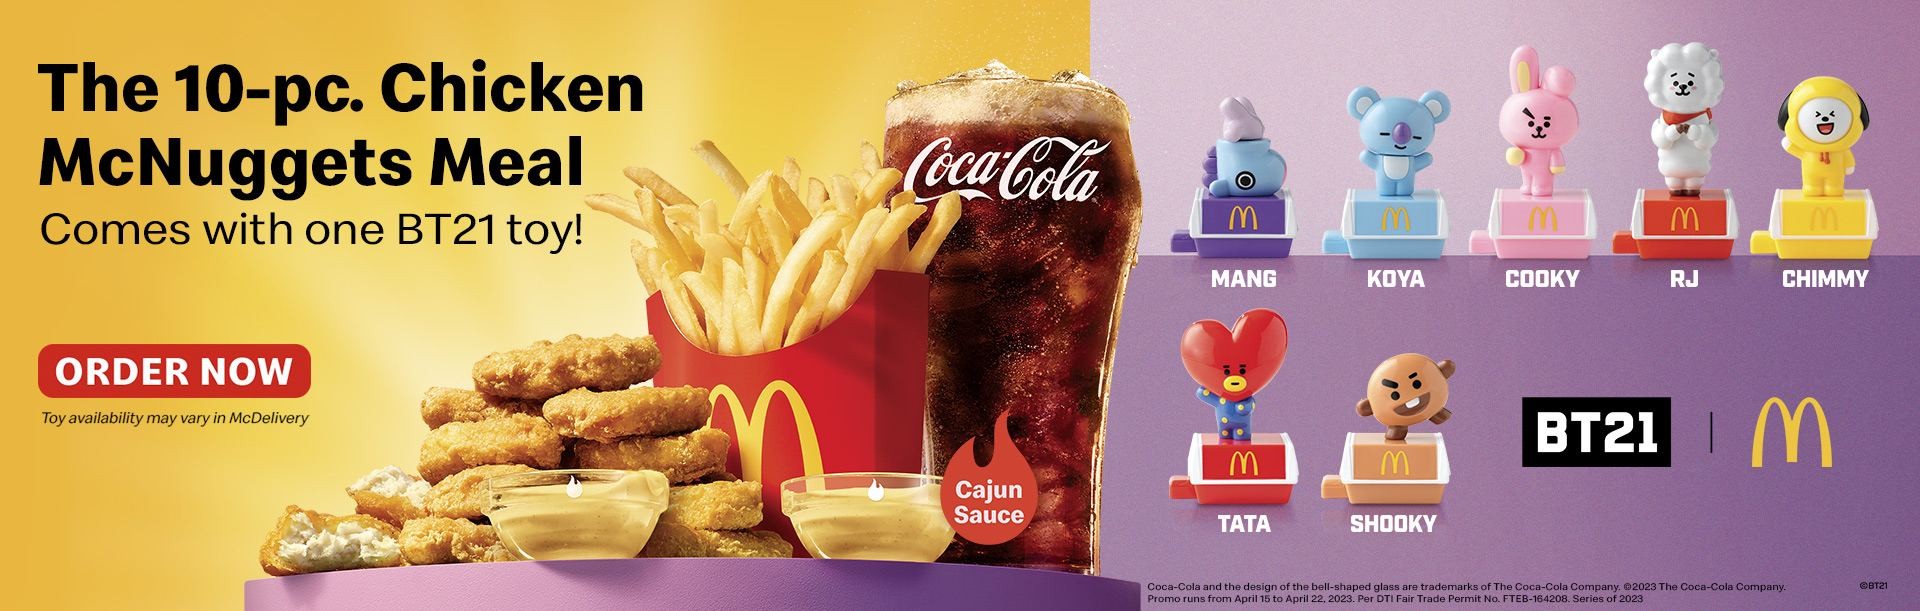 The 10-pc. Chicken
McNuggets Meal
Comes with one BT21 toy!
ORDER NOW
Toy availability may vary in McDelivery
Coca-Cola
Cajun
Sauce
MANG
KOYA
COOKY
RJ
CHIMMY
TATA
SHOOKY
BT21
Coca-Cola and the design of the bell-shaped glass are trademarks of The Coca-Cola Company. ©2023 The Coca-Cola Company.
Promo runs from April 15 to April 22, 2023. Per DTI Fair Trade Permit No. FTEB-164208. Series of 2023
©BT21